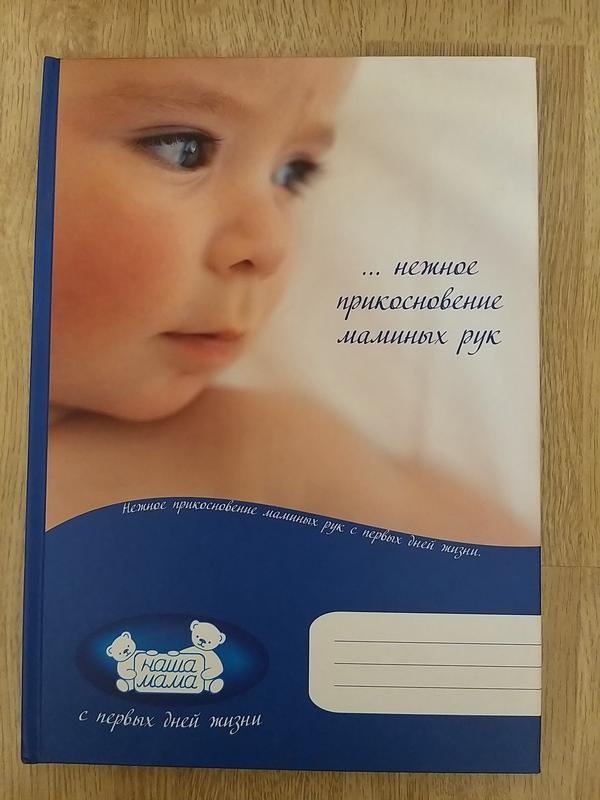 ... нежное
прикосновение
маминых рук
Нежное прикосновение маминых рук с первых дней жизни.
наша
мама
с первых дней жизни